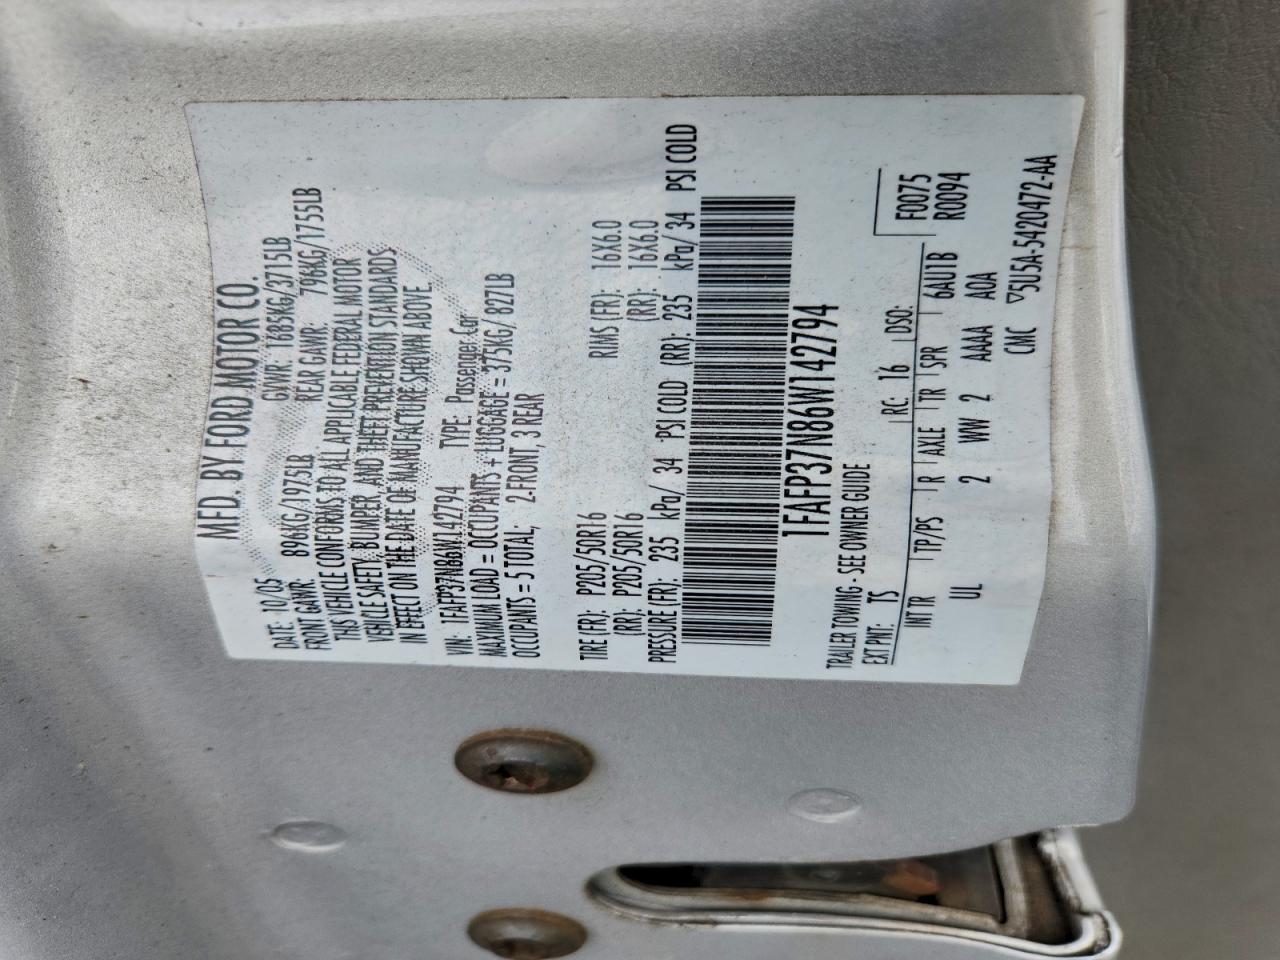 MFD. BY FORD MOTOR CO.
DATE: 10/05 GVWR: 1685KG/3715LB
FRONT GAWR: 896KG/1975LB REAR GAWR: 796KG/1755LB
THIS VEHICLE CONFORMS TO ALL APPLICABLE FEDERAL MOTOR
VEHICLE SAFETY, BUMPER, AND THEFT PREVENTION STANDARDS
IN EFFECT ON THE DATE OF MANUFACTURE SHOWN ABOVE.
VIN: 1FAFP37N86W142794 TYPE: Passenger Car
MAXIMUM LOAD = OCCUPANTS + LUGGAGE = 375KG/ 827LB
OCCUPANTS = 5 TOTAL; 2-FRONT, 3 REAR
TIRE (FR): P205/50R16 RIMS (FR): 16X6.0
(RR): P205/50R16 (RR): 16X6.0
PRESSURE (FR): 235 kPa/ 34 PSI COLD (RR): 235 kPa/ 34 PSI COLD
1FAFP37N86W142794
TRAILER TOWING - SEE OWNER GUIDE
EXT PNT: TS RC: 16 DSO: F0075
INT TR TP/PS R AXLE TR SPR 6AU1B R0094
UL 2 WW 2 AAAA AOA
CMC ▽5U5A-5420472-AA